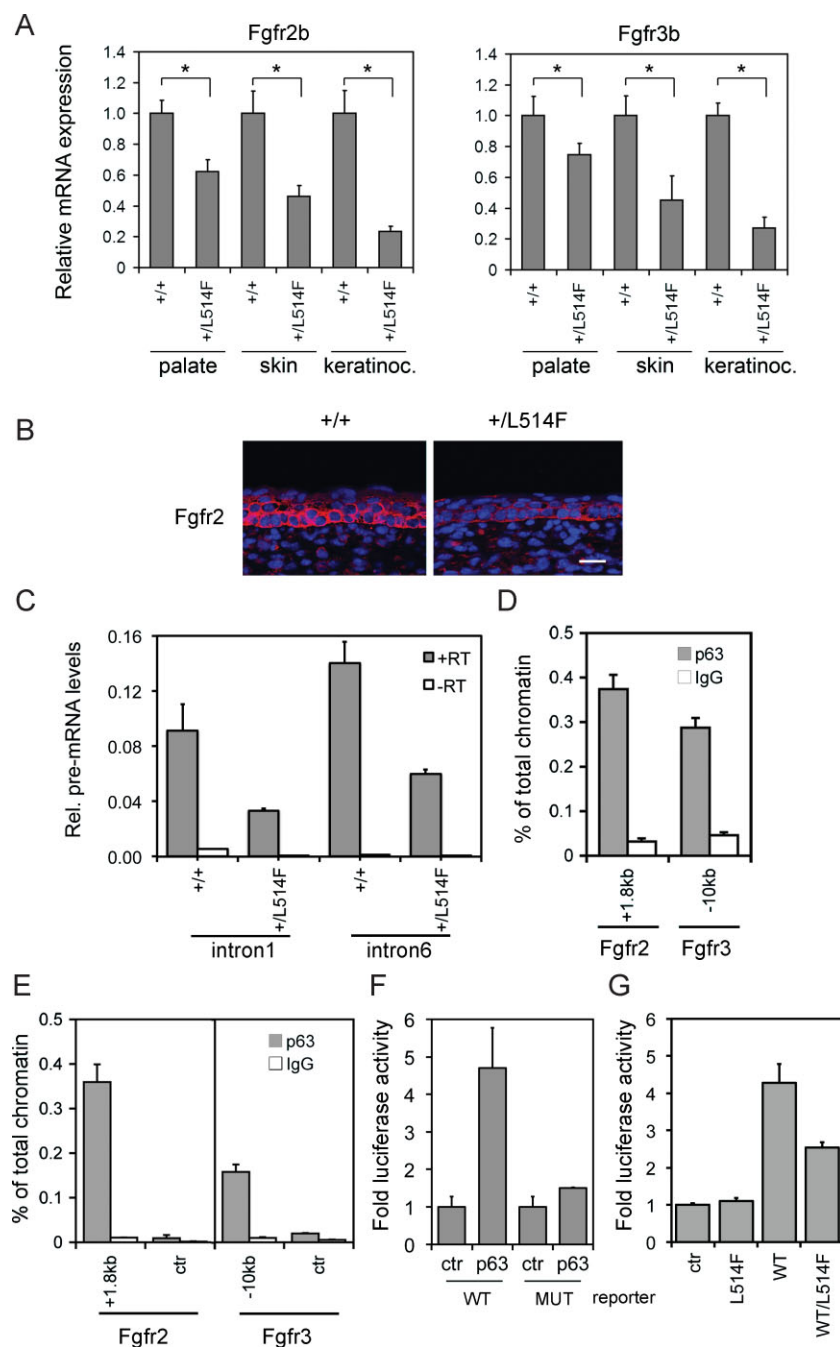 A
Fgfr2b
Fgfr3b
Relative mRNA expression
1.4
1.2
1.0
0.8
0.6
0.4
0.2
0
* * *
+/+ +/L514F +/+ +/L514F +/+ +/L514F
palate skin keratinoc.
1.4
1.2
1.0
0.8
0.6
0.4
0.2
0
* * *
+/+ +/L514F +/+ +/L514F +/+ +/L514F
palate skin keratinoc.
B
+/+ +/L514F
Fgfr2
C
Rel. pre-mRNA levels
0.16
0.12
0.08
0.04
0.00
+RT
-RT
+/+ +/L514F +/+ +/L514F
intron1 intron6
D
% of total chromatin
0.5
0.4
0.3
0.2
0.1
0
p63
IgG
+1.8kb -10kb
Fgfr2 Fgfr3
E
% of total chromatin
0.5
0.4
0.3
0.2
0.1
0
p63
IgG
+1.8kb ctr -10kb ctr
Fgfr2 Fgfr3
F
Fold luciferase activity
6
5
4
3
2
1
0
ctr p63 ctr p63
WT MUT reporter
G
Fold luciferase activity
6
5
4
3
2
1
0
ctr L514F WT WT/L514F